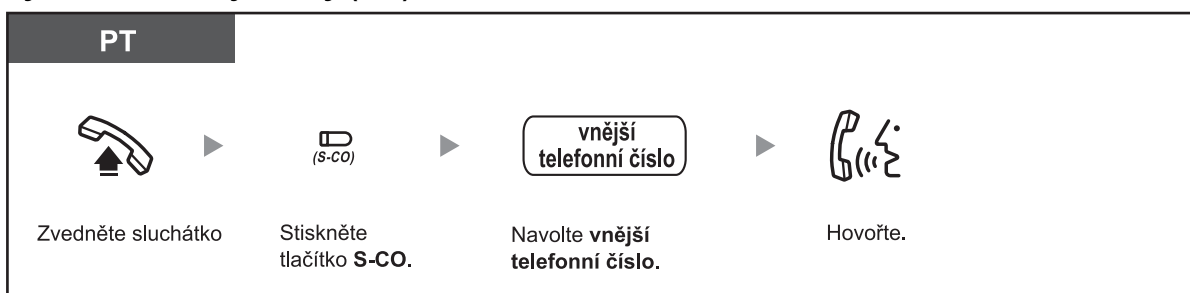 PT
(S-CO)
vnější
telefonní číslo
Zvedněte sluchátko
Stiskněte
tlačítko S-CO.
Navolte vnější
telefonní číslo.
Hovořte.